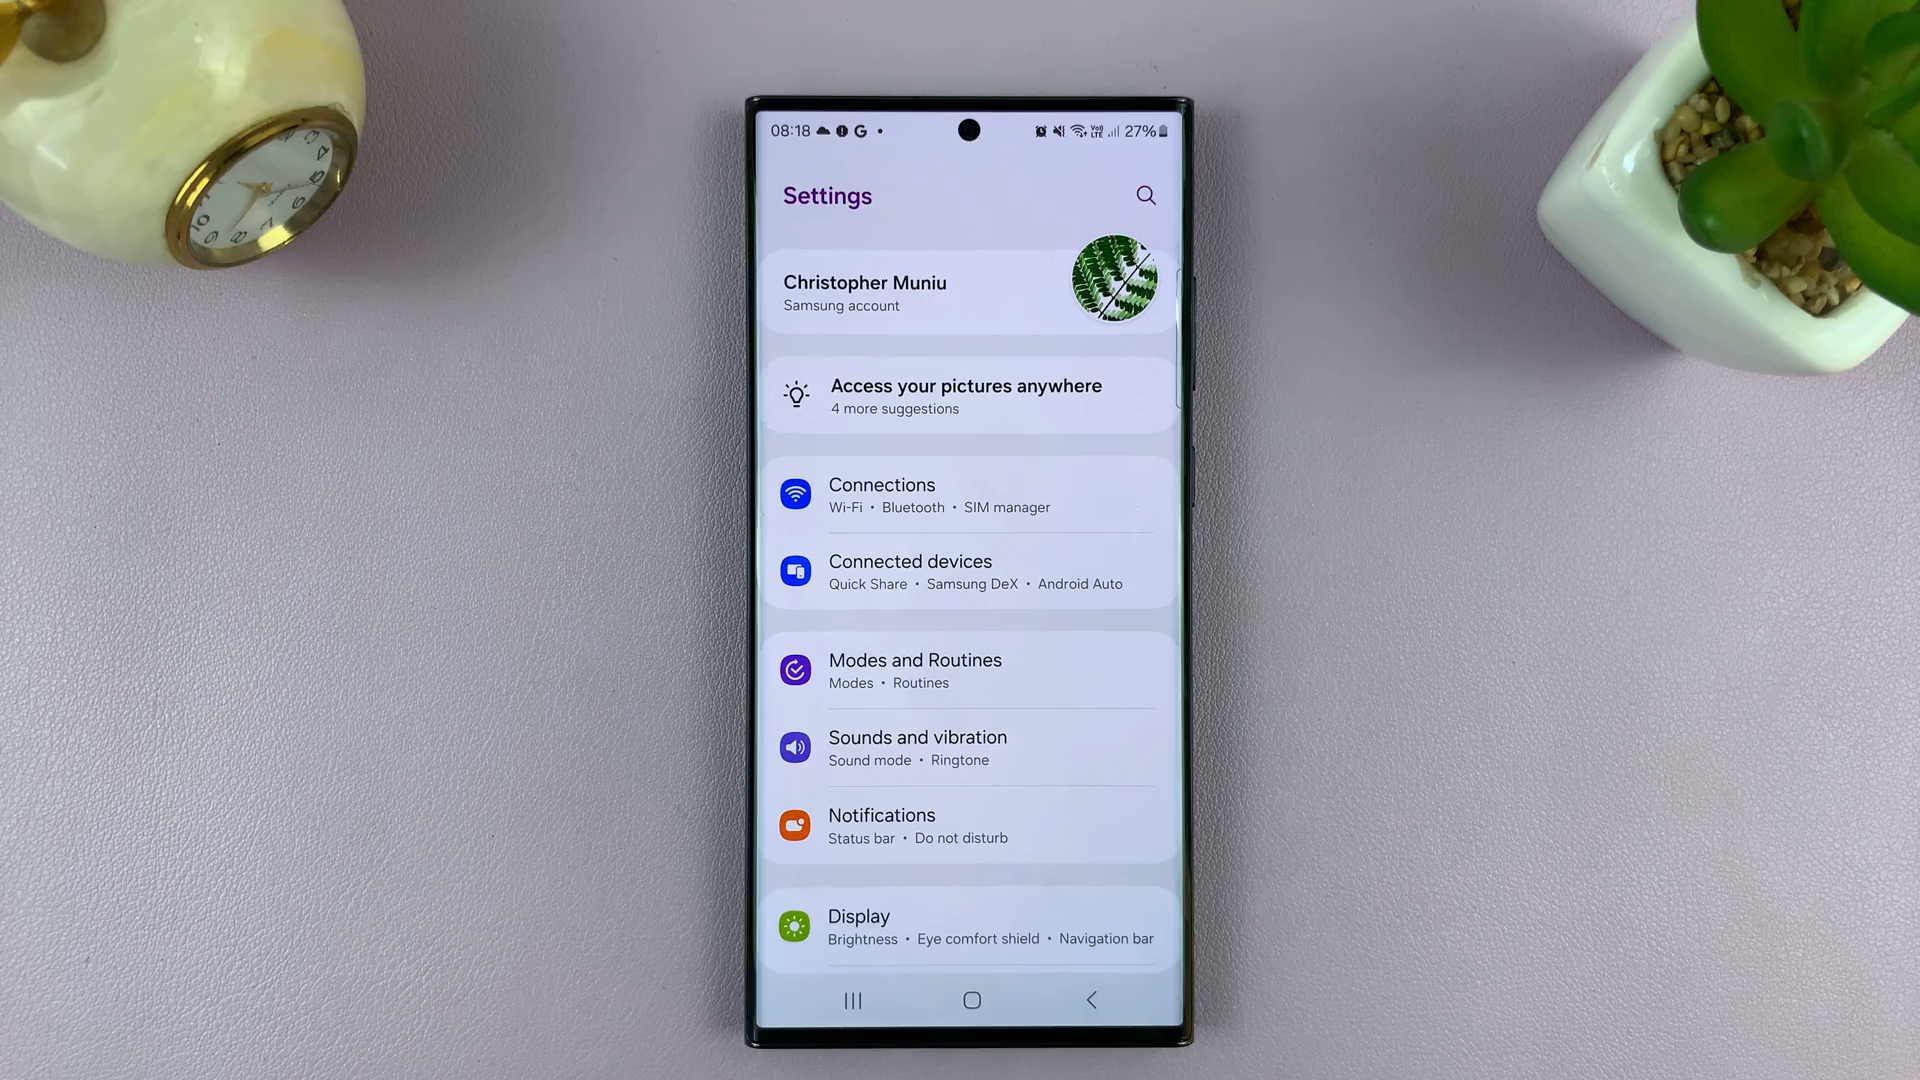 08:18 G 27%
Settings
Christopher Muniu
Samsung account
Access your pictures anywhere
4 more suggestions
Connections
Wi-Fi • Bluetooth • SIM manager
Connected devices
Quick Share • Samsung DeX • Android Auto
Modes and Routines
Modes • Routines
Sounds and vibration
Sound mode • Ringtone
Notifications
Status bar • Do not disturb
Display
Brightness • Eye comfort shield • Navigation bar